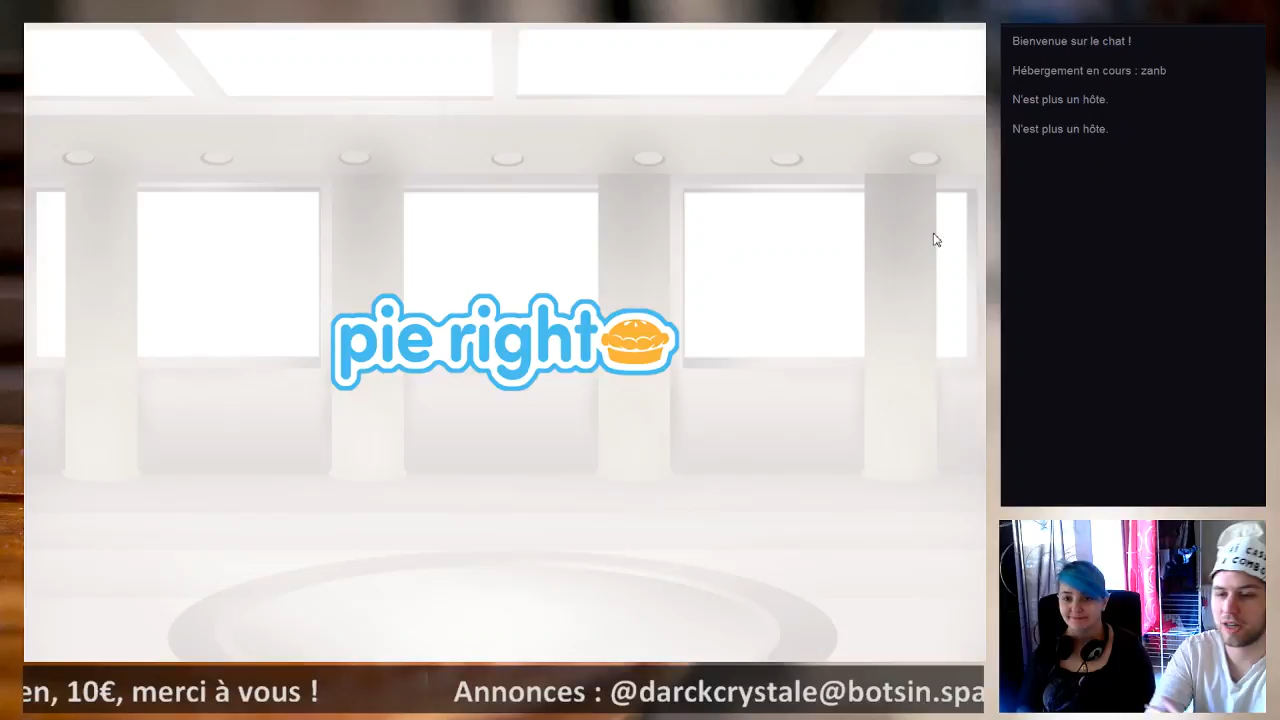 Bienvenue sur le chat !
Hébergement en cours : zanb
N'est plus un hôte.
N'est plus un hôte.
pie right
en, 10€, merci à vous !
Annonces : @darckcrystale@botsin.spa